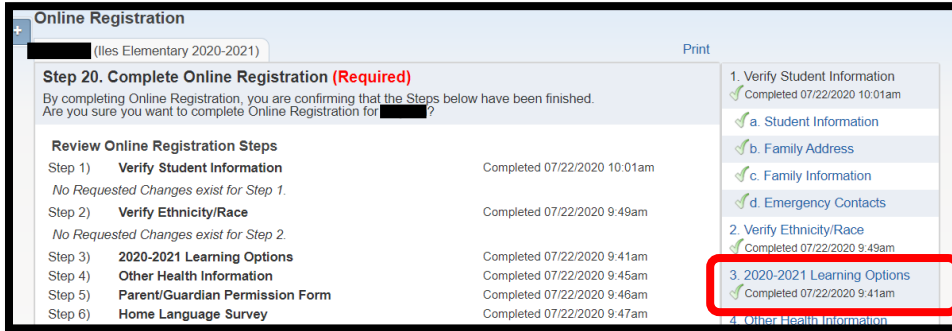 Online Registration
(Iles Elementary 2020-2021)
Print
Step 20. Complete Online Registration (Required)
By completing Online Registration, you are confirming that the Steps below have been finished.
Are you sure you want to complete Online Registration for ?
Review Online Registration Steps
Step 1) Verify Student Information Completed 07/22/2020 10:01am
No Requested Changes exist for Step 1.
Step 2) Verify Ethnicity/Race Completed 07/22/2020 9:49am
No Requested Changes exist for Step 2.
Step 3) 2020-2021 Learning Options Completed 07/22/2020 9:41am
Step 4) Other Health Information Completed 07/22/2020 9:45am
Step 5) Parent/Guardian Permission Form Completed 07/22/2020 9:46am
Step 6) Home Language Survey Completed 07/22/2020 9:47am
1. Verify Student Information
Completed 07/22/2020 10:01am
a. Student Information
b. Family Address
c. Family Information
d. Emergency Contacts
2. Verify Ethnicity/Race
Completed 07/22/2020 9:49am
3. 2020-2021 Learning Options
Completed 07/22/2020 9:41am
4. Other Health Information